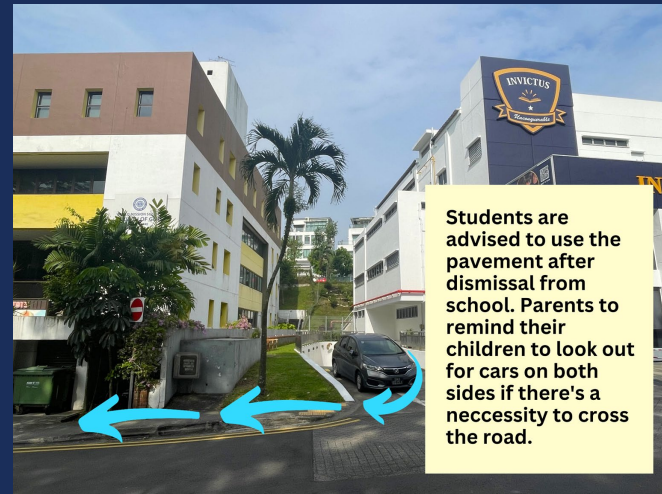 INVICTUS
Unconquerable
IN
Students are
advised to use the
pavement after
dismissal from
school. Parents to
remind their
children to look out
for cars on both
sides if there's a
neccessity to cross
the road.